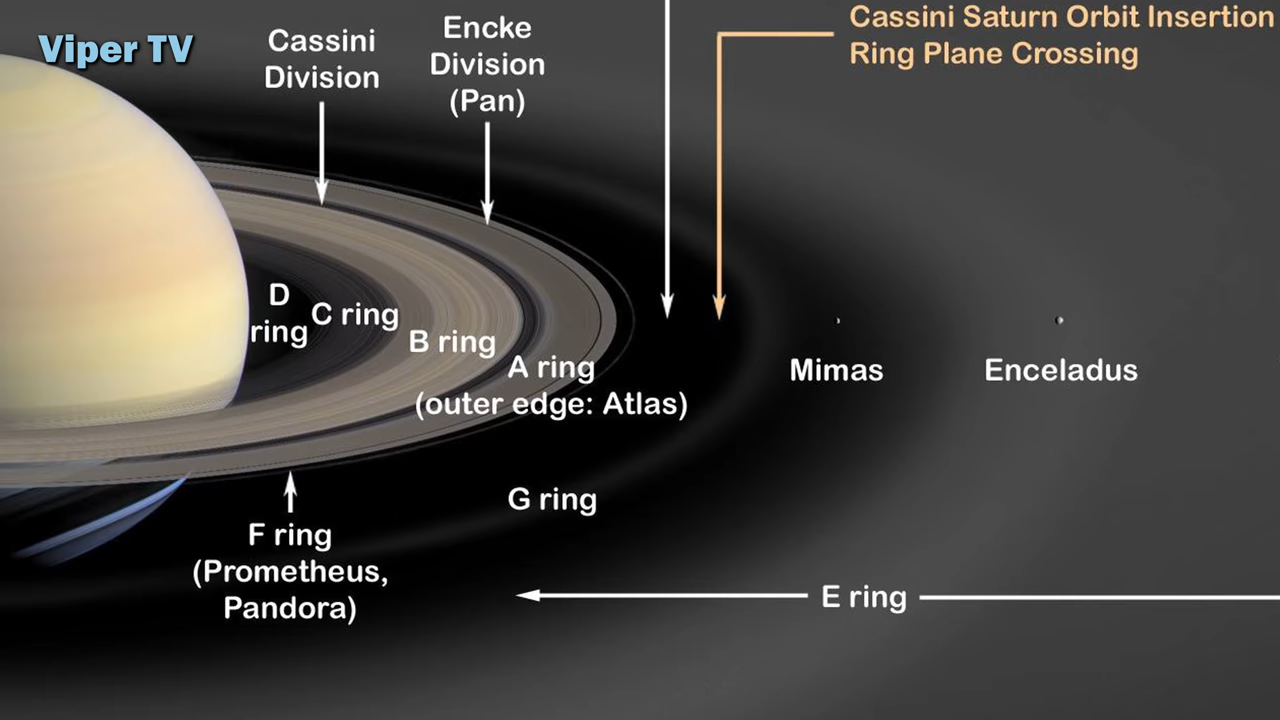 Viper TV
Cassini
Division
Encke
Division
(Pan)
Cassini Saturn Orbit Insertion
Ring Plane Crossing
D
ring
C ring
B ring
A ring
(outer edge: Atlas)
Mimas
Enceladus
G ring
F ring
(Prometheus,
Pandora)
E ring